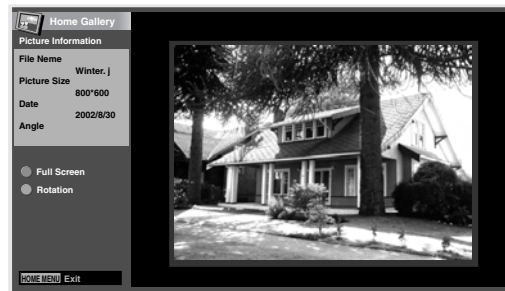 Home Gallery
Picture Information
File Name
Winter. j
Picture Size
800*600
Date
2002/8/30
Angle
Full Screen
Rotation
HOME MENU Exit